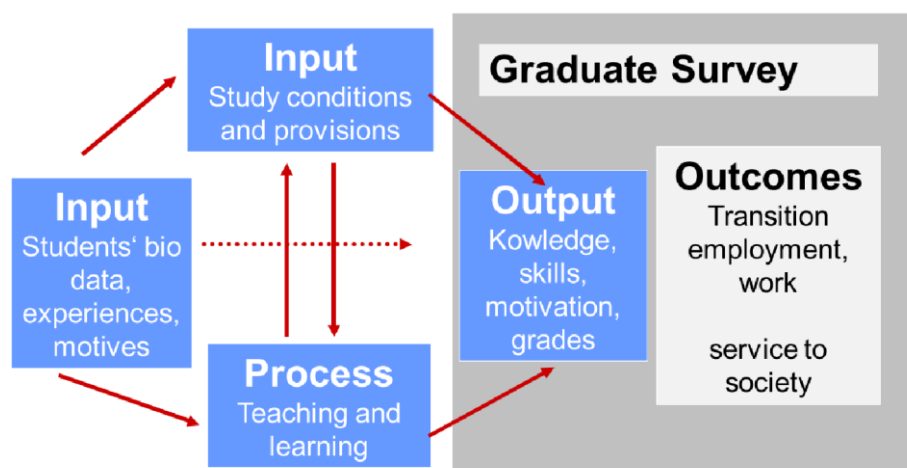 Input
Study conditions
and provisions
Graduate Survey
Input
Students‘ bio
data,
experiences,
motives
Output
Kowledge,
skills,
motivation,
grades
Outcomes
Transition
employment,
work
service to
society
Process
Teaching and
learning